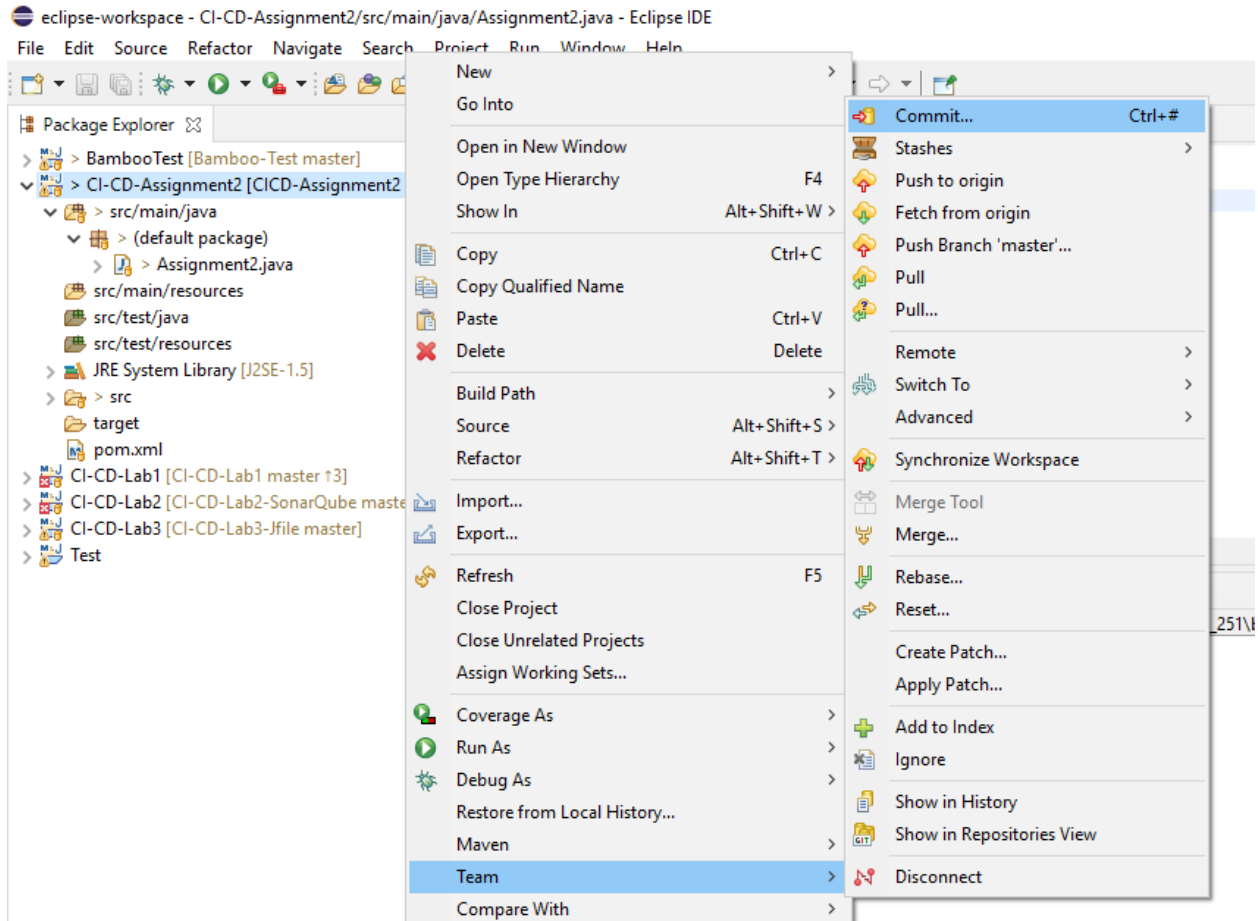 eclipse-workspace - CI-CD-Assignment2/src/main/java/Assignment2.java - Eclipse IDE
File Edit Source Refactor Navigate Search Project Run Window Help
Package Explorer
> BambooTest [Bamboo-Test master]
> CI-CD-Assignment2 [CICD-Assignment2
> src/main/java
> (default package)
> Assignment2.java
src/main/resources
src/test/java
src/test/resources
JRE System Library [J2SE-1.5]
> src
target
pom.xml
CI-CD-Lab1 [CI-CD-Lab1 master ↑3]
CI-CD-Lab2 [CI-CD-Lab2-SonarQube maste
CI-CD-Lab3 [CI-CD-Lab3-Jfile master]
Test
New
Go Into
Open in New Window
Open Type Hierarchy F4
Show In Alt+Shift+W >
Copy Ctrl+C
Copy Qualified Name
Paste Ctrl+V
Delete Delete
Build Path
Source Alt+Shift+S >
Refactor Alt+Shift+T >
Import...
Export...
Refresh F5
Close Project
Close Unrelated Projects
Assign Working Sets...
Coverage As
Run As
Debug As
Restore from Local History...
Maven
Team
Compare With
Commit... Ctrl+#
Stashes
Push to origin
Fetch from origin
Push Branch 'master'...
Pull
Pull...
Remote
Switch To
Advanced
Synchronize Workspace
Merge Tool
Merge...
Rebase...
Reset...
Create Patch...
Apply Patch...
Add to Index
Ignore
Show in History
GIT Show in Repositories View
Disconnect
_251\b